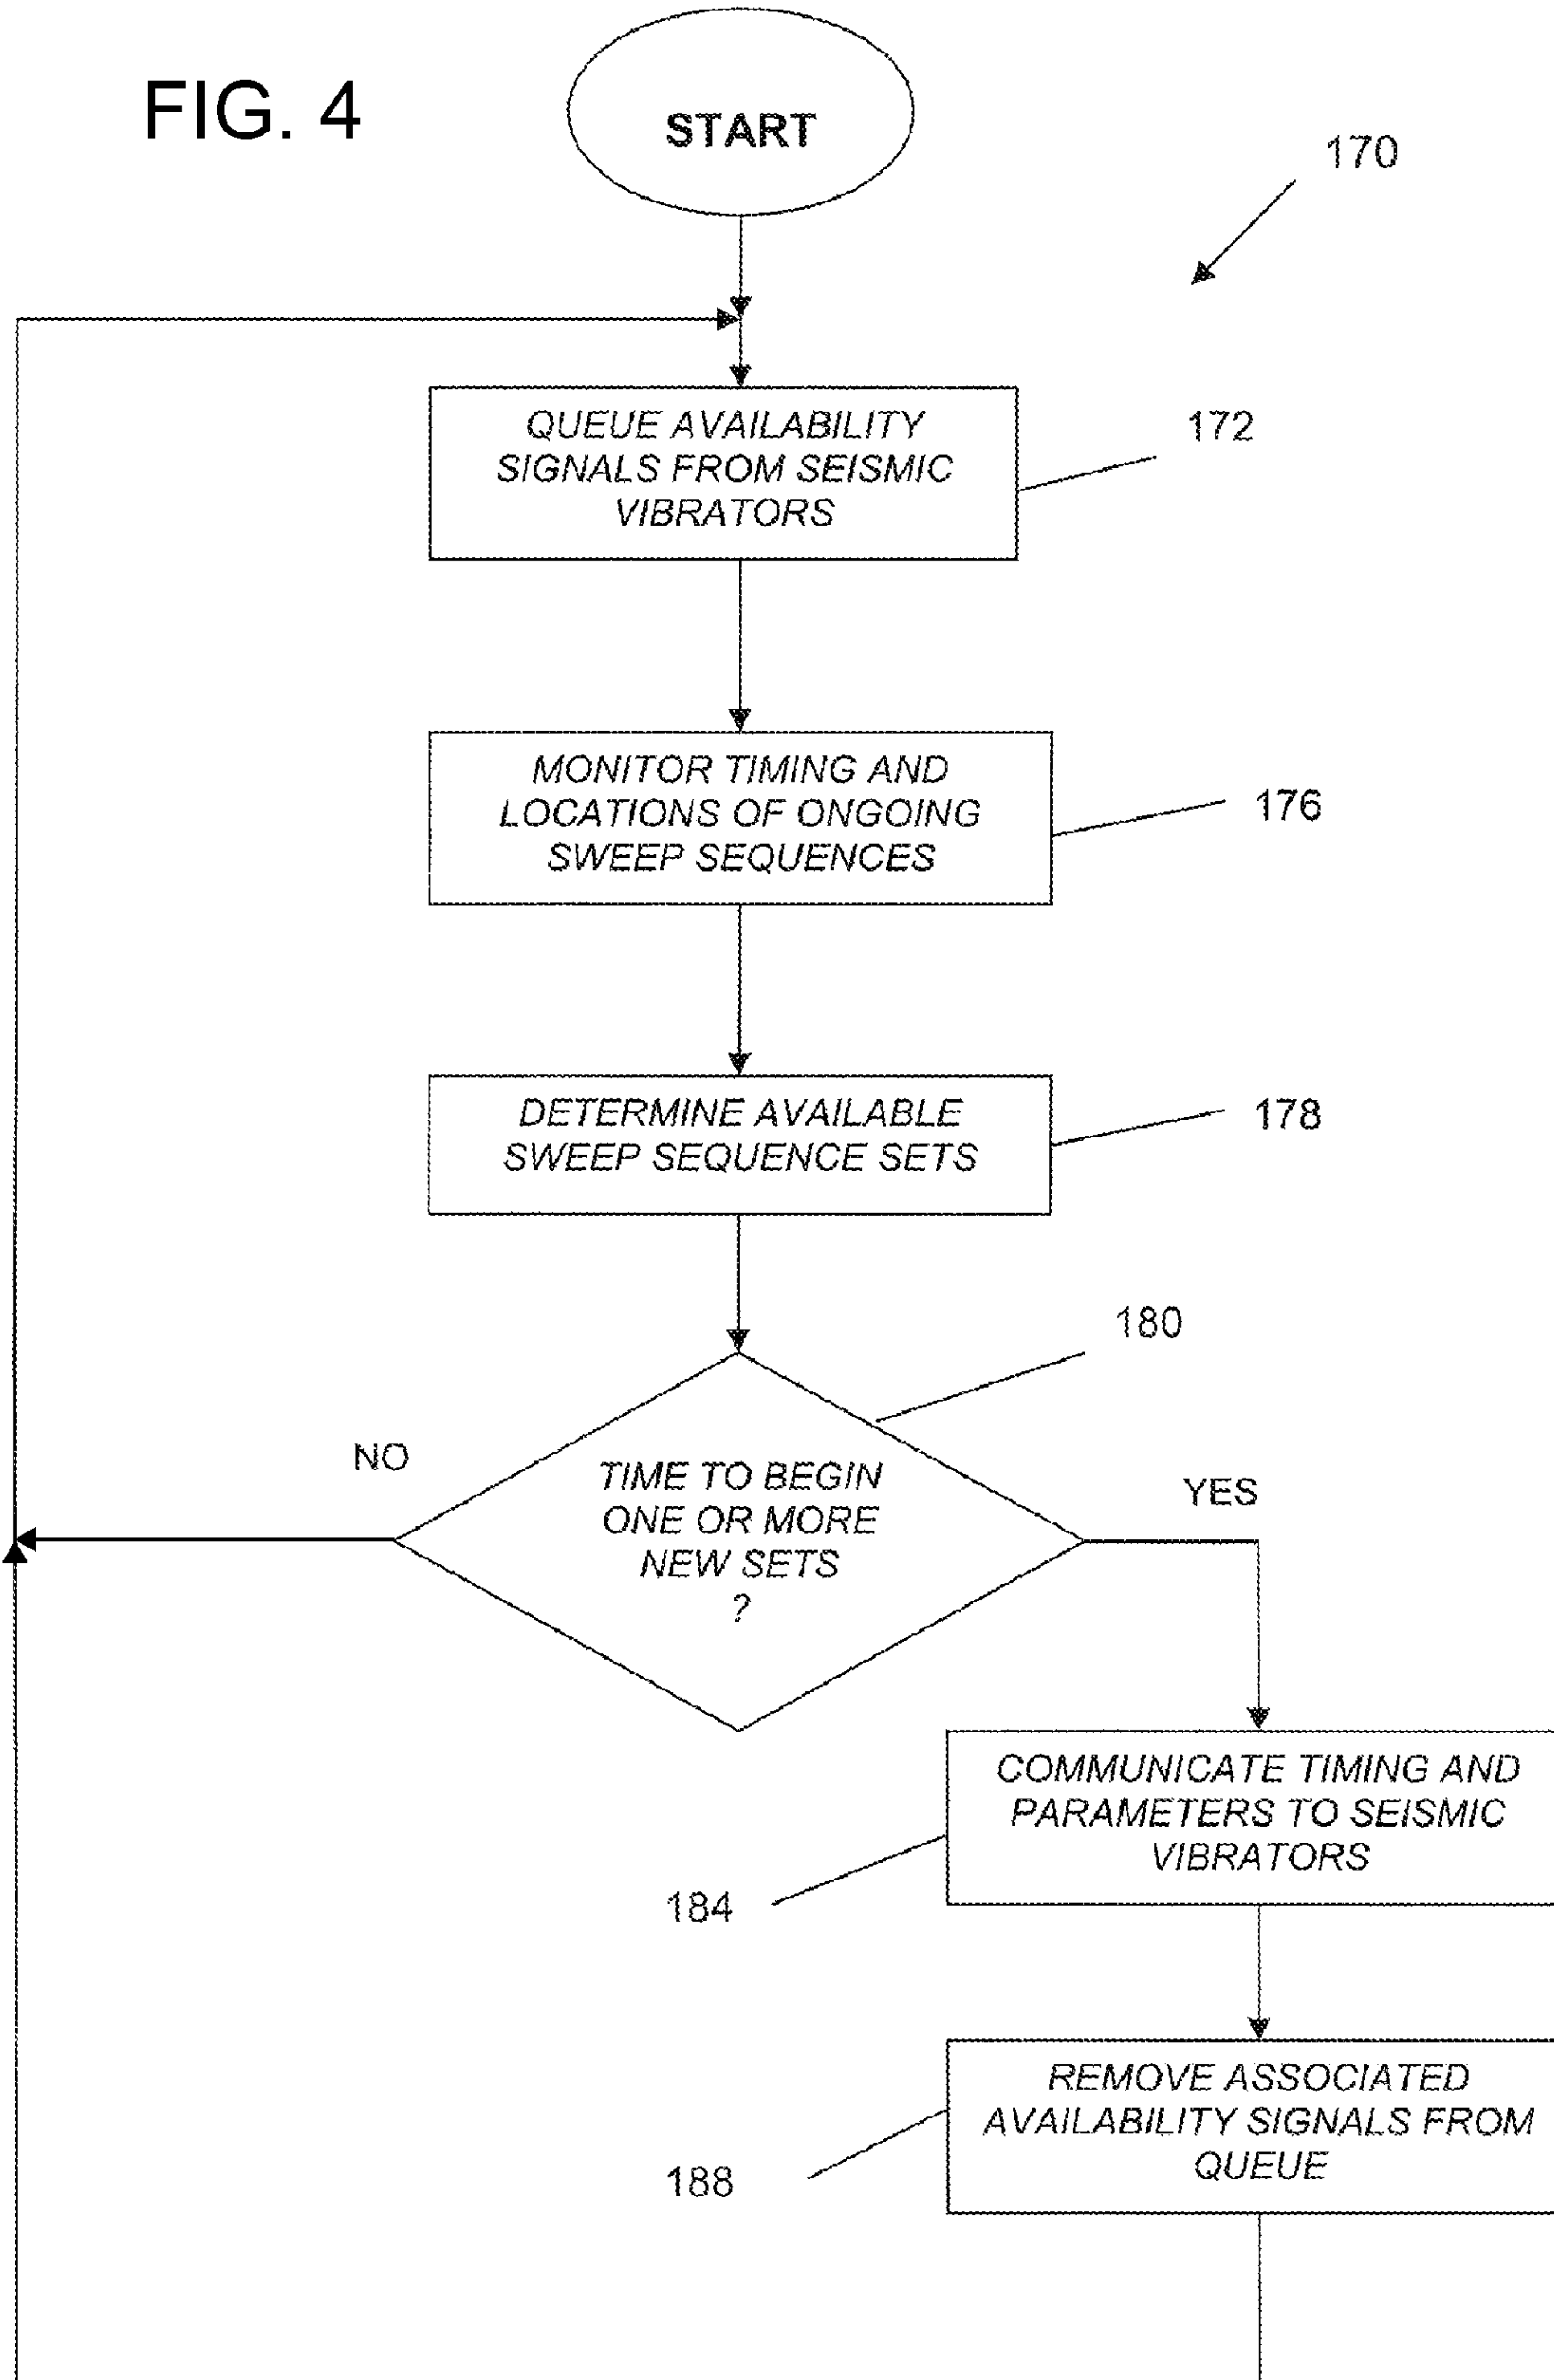 FIG. 4
START
170
QUEUE AVAILABILITY
SIGNALS FROM SEISMIC
VIBRATORS
172
MONITOR TIMING AND
LOCATIONS OF ONGOING
SWEEP SEQUENCES
176
DETERMINE AVAILABLE
SWEEP SEQUENCE SETS
178
180
NO
TIME TO BEGIN
ONE OR MORE
NEW SETS
?
YES
COMMUNICATE TIMING AND
PARAMETERS TO SEISMIC
VIBRATORS
184
REMOVE ASSOCIATED
AVAILABILITY SIGNALS FROM
QUEUE
188